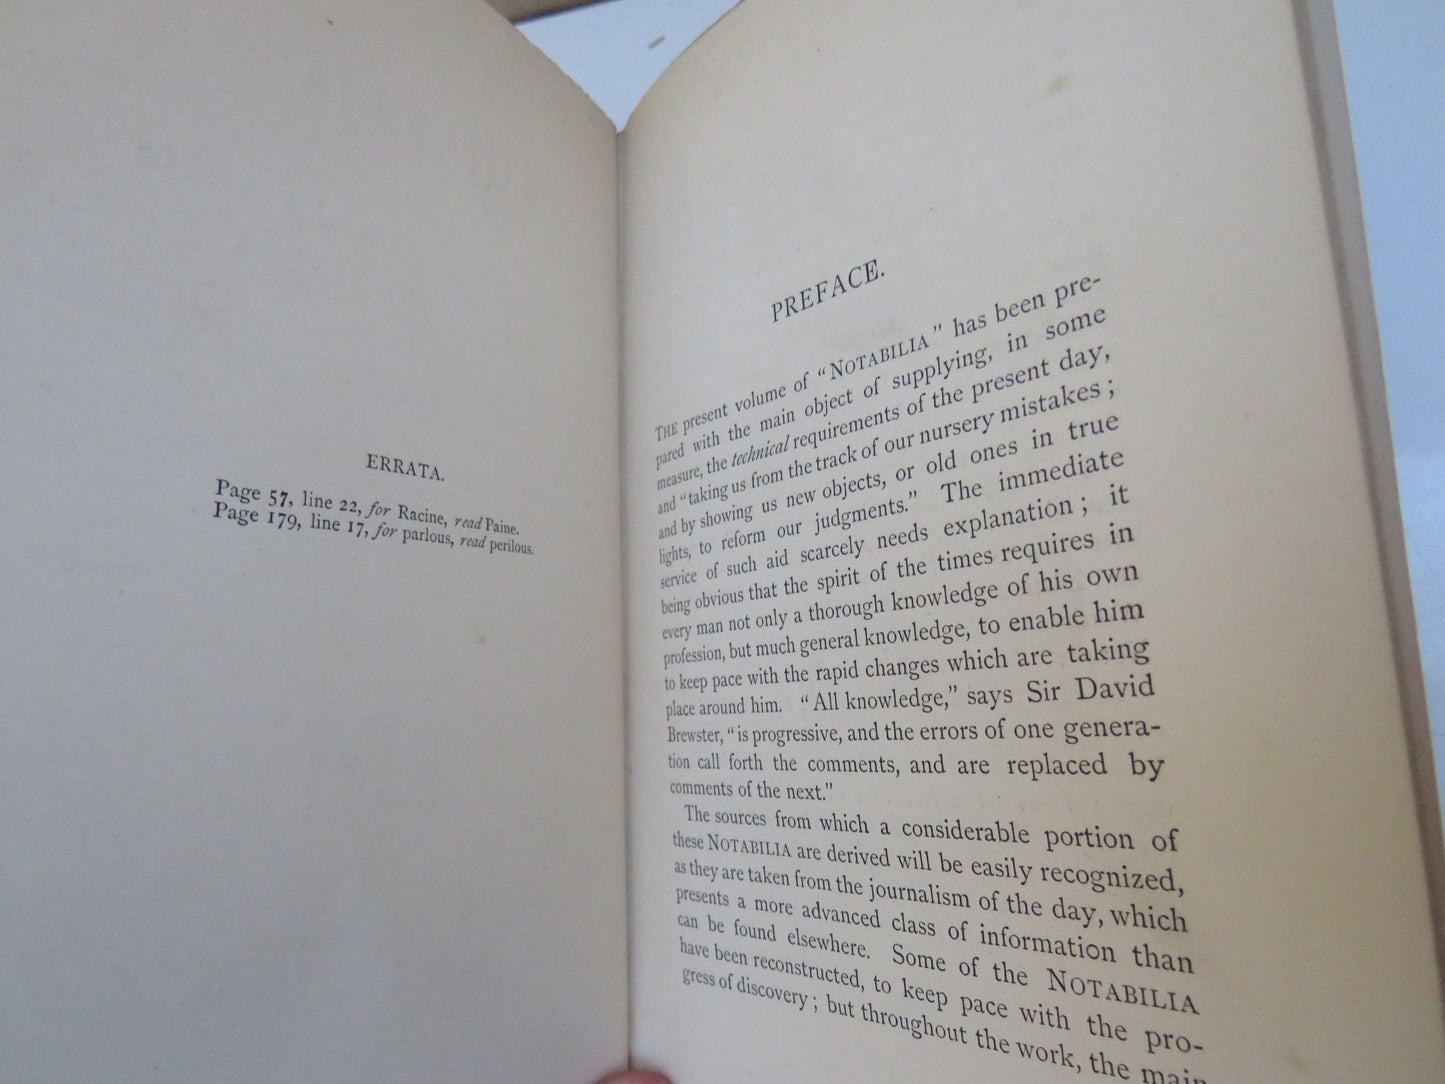 ERRATA.
Page 57, line 22, for Racine, read Paine.
Page 179, line 17, for parlous, read perilous.
PREFACE.
THE present volume of “NOTABILIA” has been pre-
pared with the main object of supplying, in some
measure, the technical requirements of the present day,
and “taking us from the track of our nursery mistakes ;
and by showing us new objects, or old ones in true
lights, to reform our judgments.” The immediate
service of such aid scarcely needs explanation ; it
being obvious that the spirit of the times requires in
every man not only a thorough knowledge of his own
profession, but much general knowledge, to enable him
to keep pace with the rapid changes which are taking
place around him. “All knowledge,” says Sir David
Brewster, “is progressive, and the errors of one genera-
tion call forth the comments, and are replaced by
comments of the next.”
The sources from which a considerable portion of
these NOTABILIA are derived will be easily recognized,
as they are taken from the journalism of the day, which
presents a more advanced class of information than
can be found elsewhere. Some of the NOTABILIA
have been reconstructed, to keep pace with the pro-
gress of discovery ; but throughout the work, the main